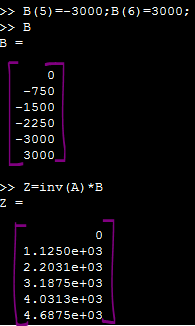 >> B(5)=-3000;B(6)=3000;
>> B
B =
0
-750
-1500
-2250
-3000
3000
>> Z=inv(A)*B
Z =
0
1.1250e+03
2.2031e+03
3.1875e+03
4.0313e+03
4.6875e+03